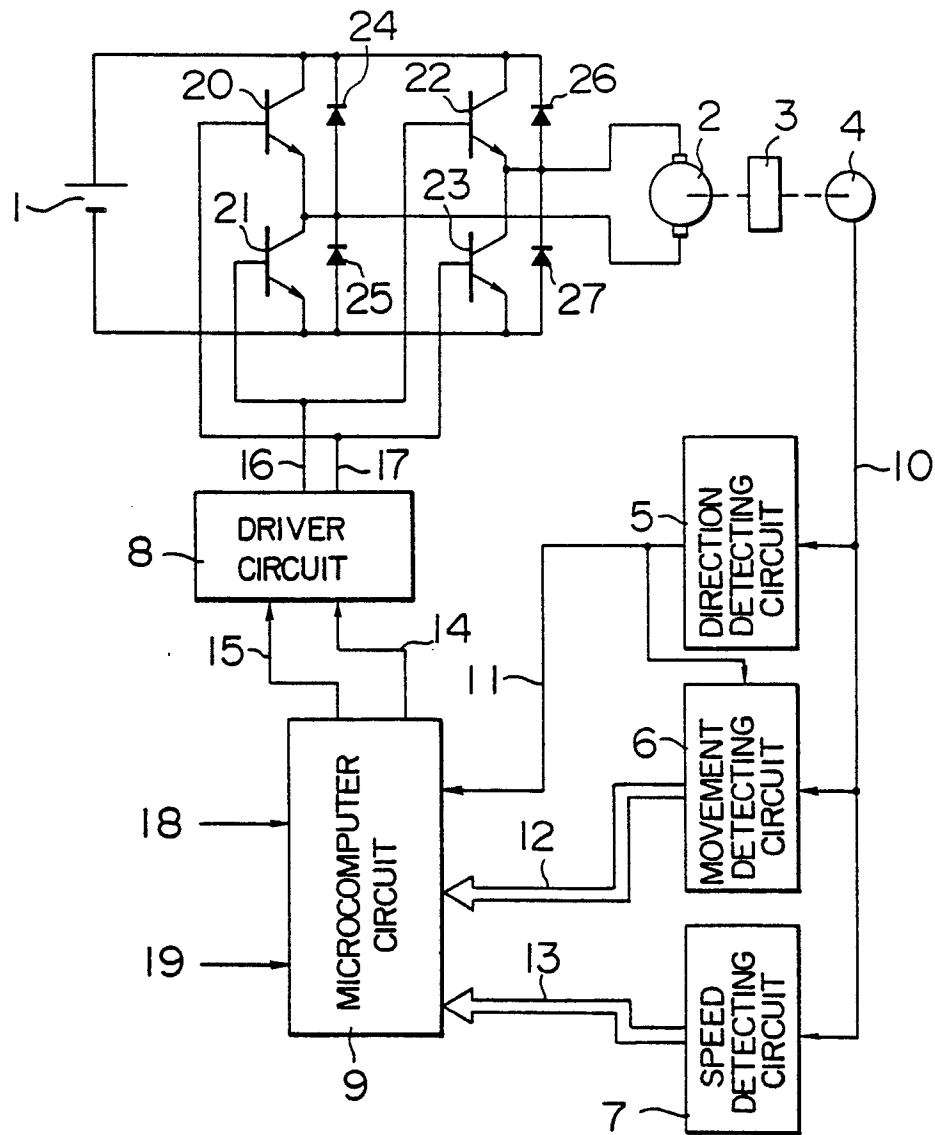 24
20
22
26
2
3
4
1
21
23
25
27
16
17
10
5
DIRECTION
DETECTING
CIRCUIT
8
DRIVER
CIRCUIT
15
14
11
6
MOVEMENT
DETECTING
CIRCUIT
18
12
MICROCOMPUTER
CIRCUIT
19
13
SPEED
DETECTING
CIRCUIT
9
7